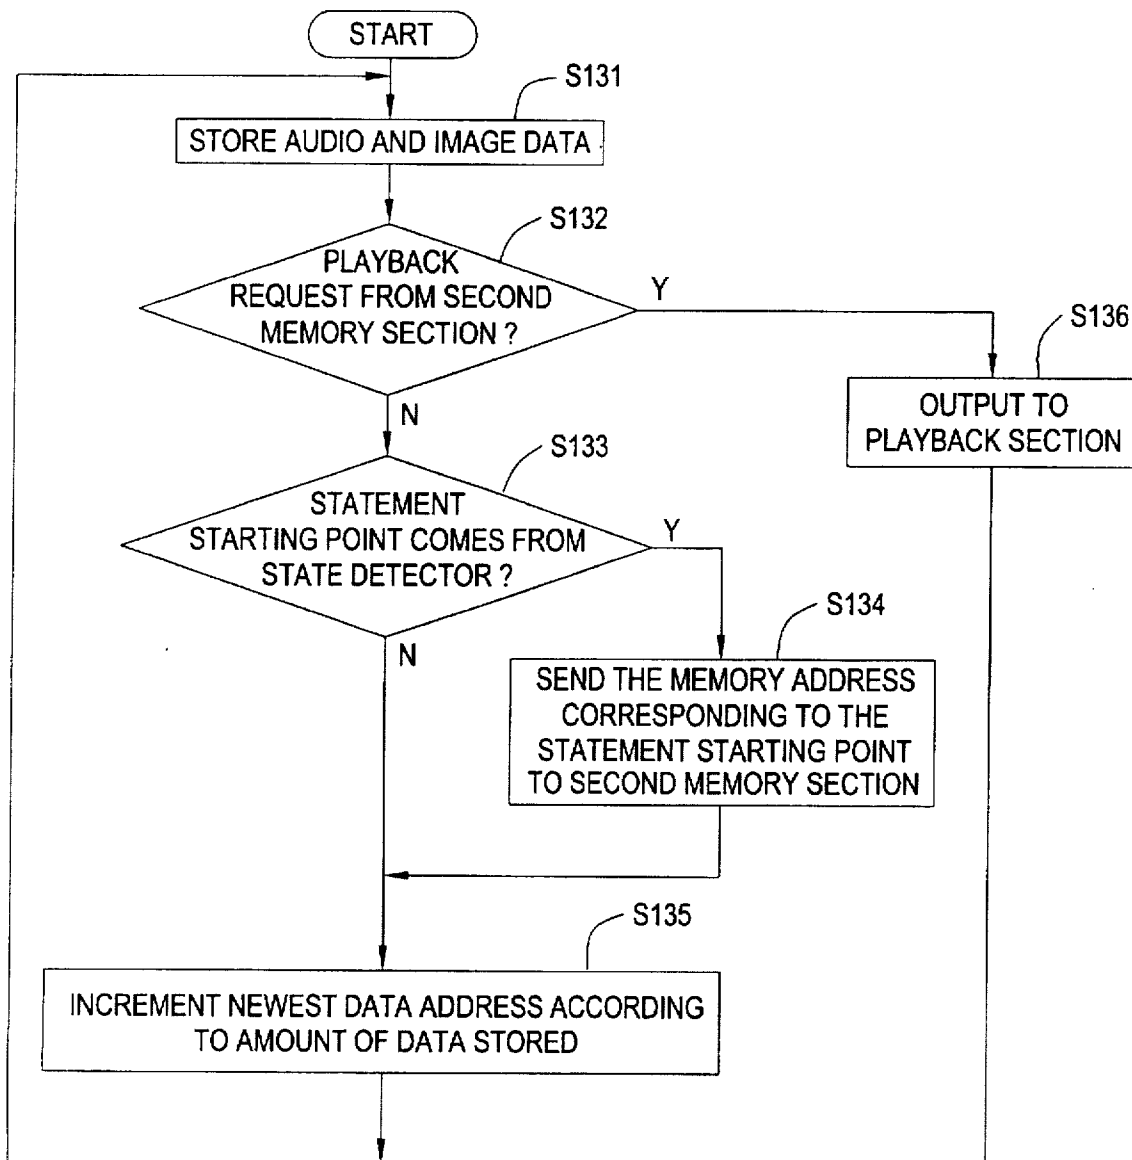 START
S131
STORE AUDIO AND IMAGE DATA
S132
PLAYBACK
REQUEST FROM SECOND
MEMORY SECTION ?
Y
S136
OUTPUT TO
PLAYBACK SECTION
N
S133
STATEMENT
STARTING POINT COMES FROM
STATE DETECTOR ?
Y
S134
N
SEND THE MEMORY ADDRESS
CORRESPONDING TO THE
STATEMENT STARTING POINT
TO SECOND MEMORY SECTION
S135
INCREMENT NEWEST DATA ADDRESS ACCORDING
TO AMOUNT OF DATA STORED